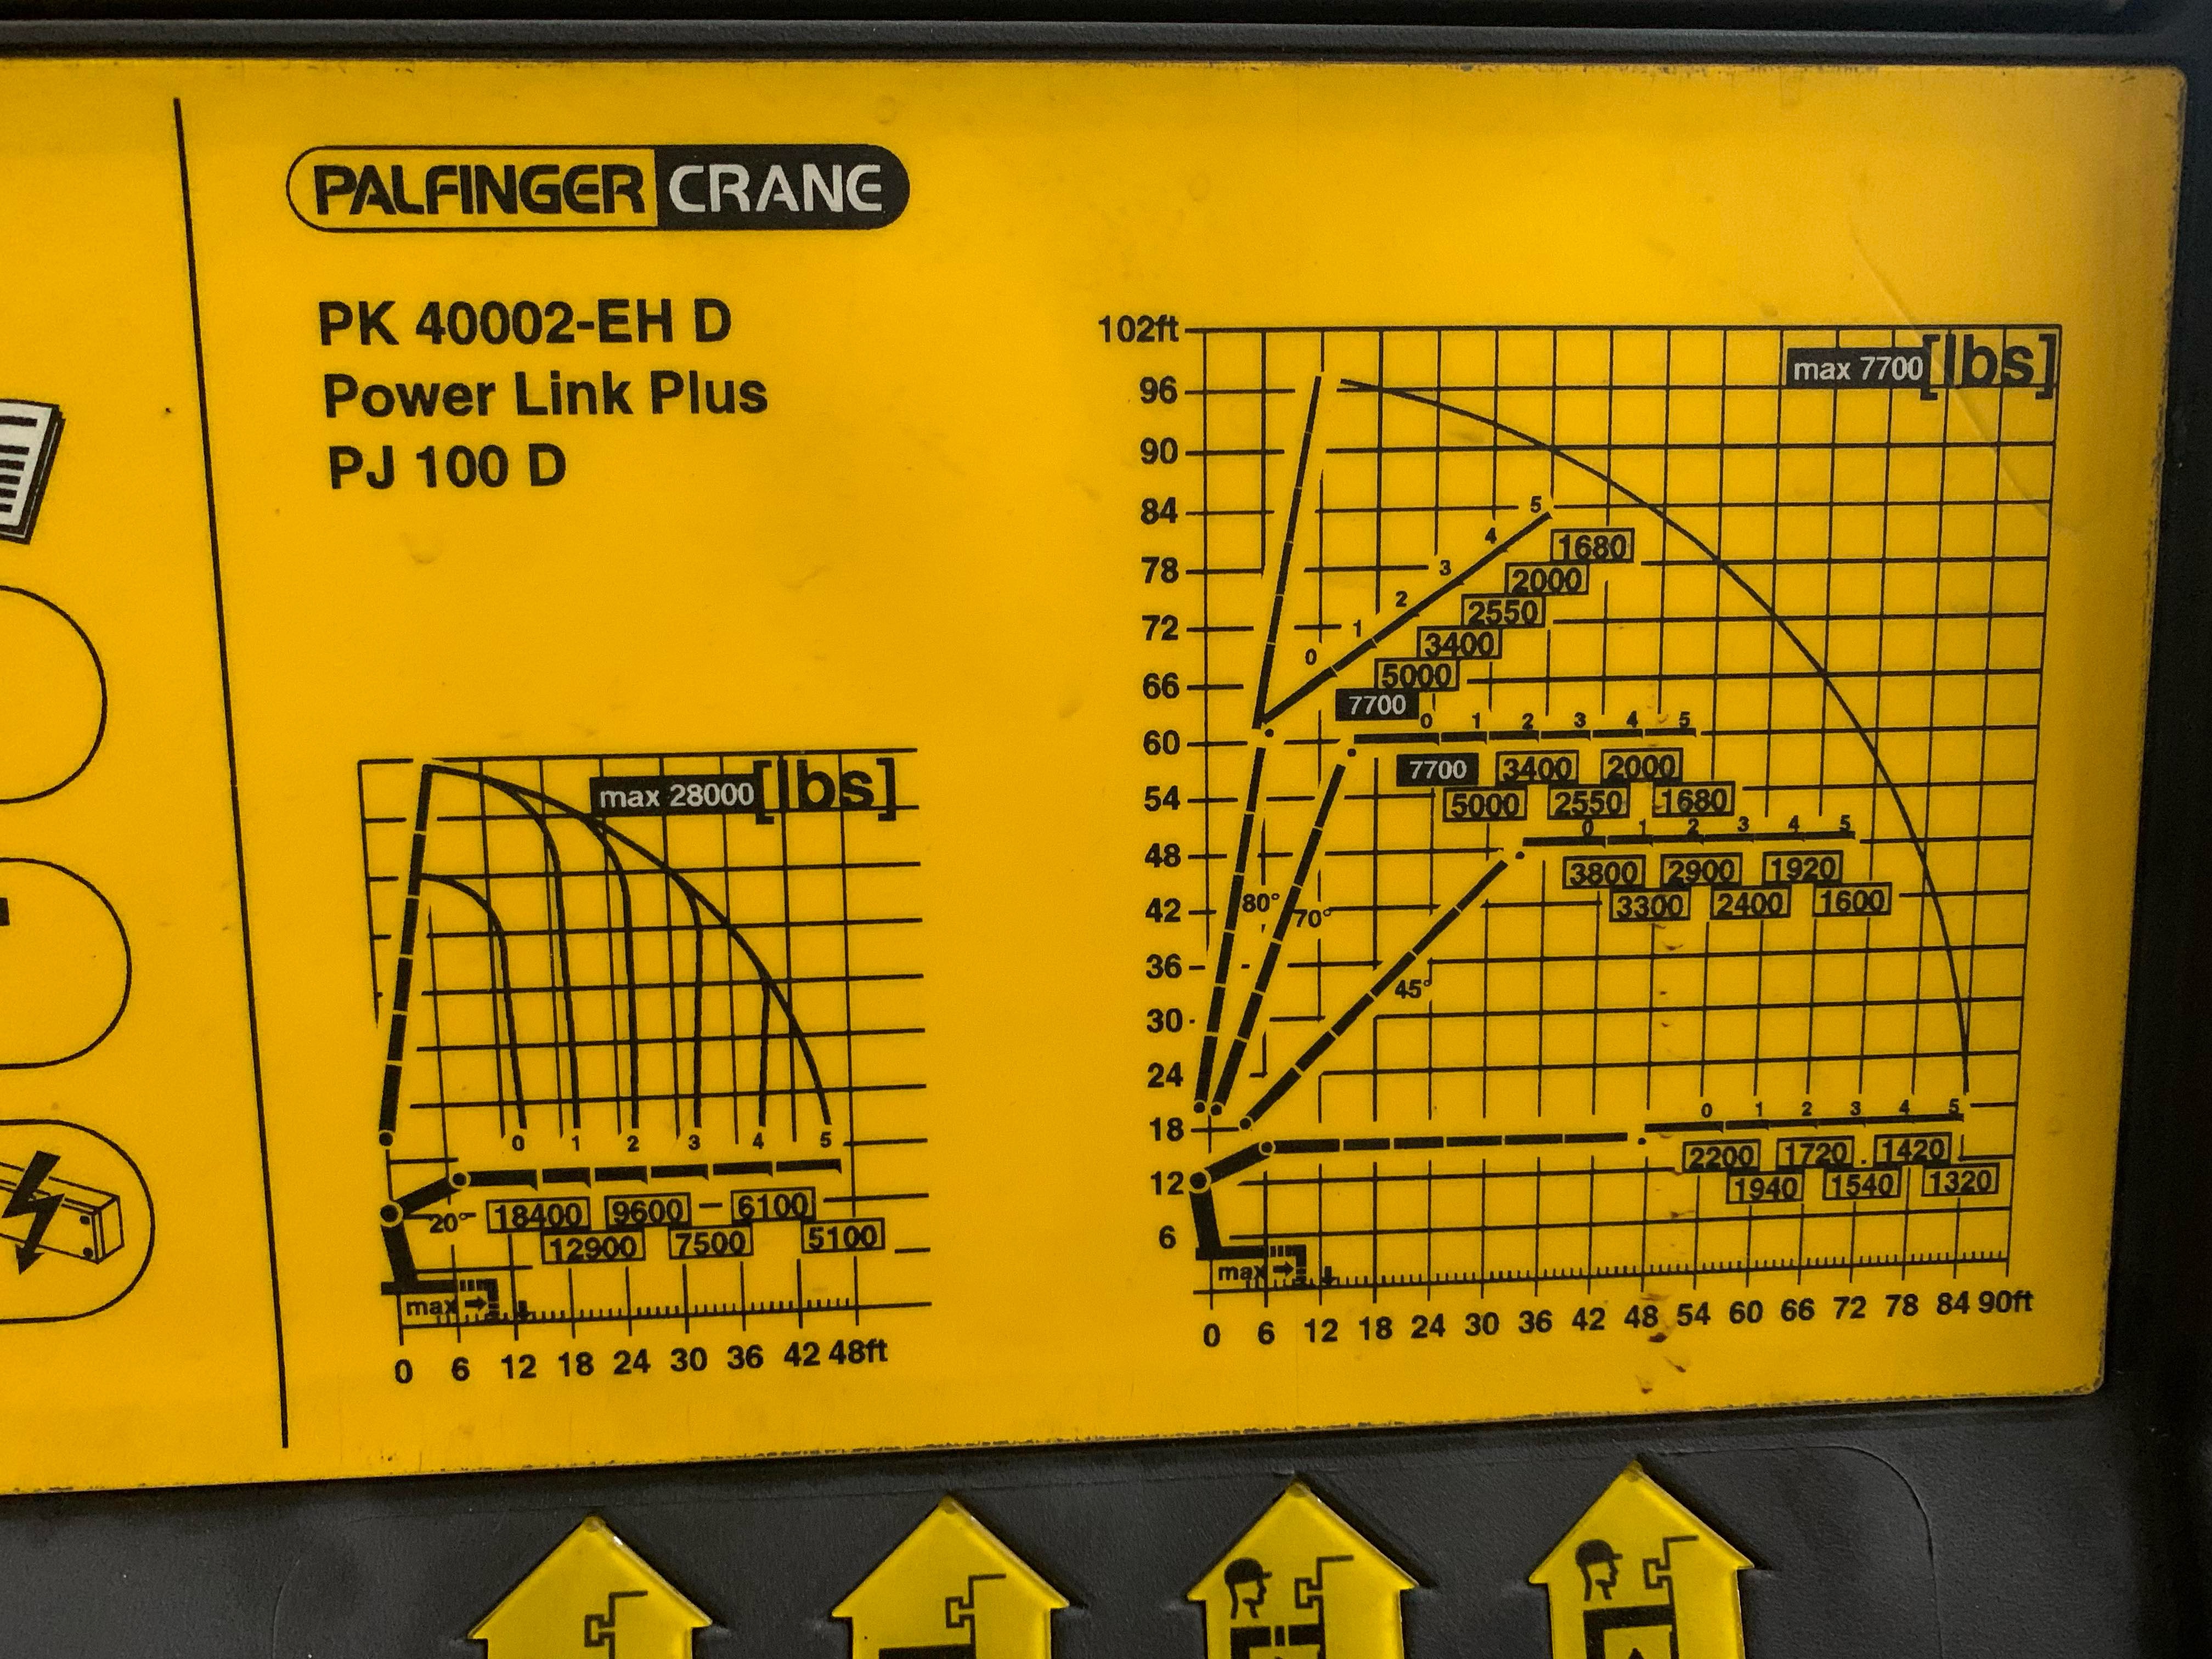 PALFINGER CRANE
PK 40002-EH D
Power Link Plus
PJ 100 D
max 28000 [lbs]
0 1 2 3 4 5
20°
18400 9600 6100
12900 7500 5100
max
0 6 12 18 24 30 36 42 48ft
102ft
96
90
84
78
72
66
60
54
48
42
36
30
24
18
12
6
max 7700 [lbs]
5
4
3
2
1
0
1680
2000
2550
3400
5000
7700
0 1 2 3 4 5
7700 3400 2000
5000 2550 1680
0 1 2 3 4 5
3800 2900 1920
3300 2400 1600
80° 70°
45°
0 1 2 3 4 5
2200 1720 1420
1940 1540 1320
max
0 6 12 18 24 30 36 42 48 54 60 66 72 78 84 90ft